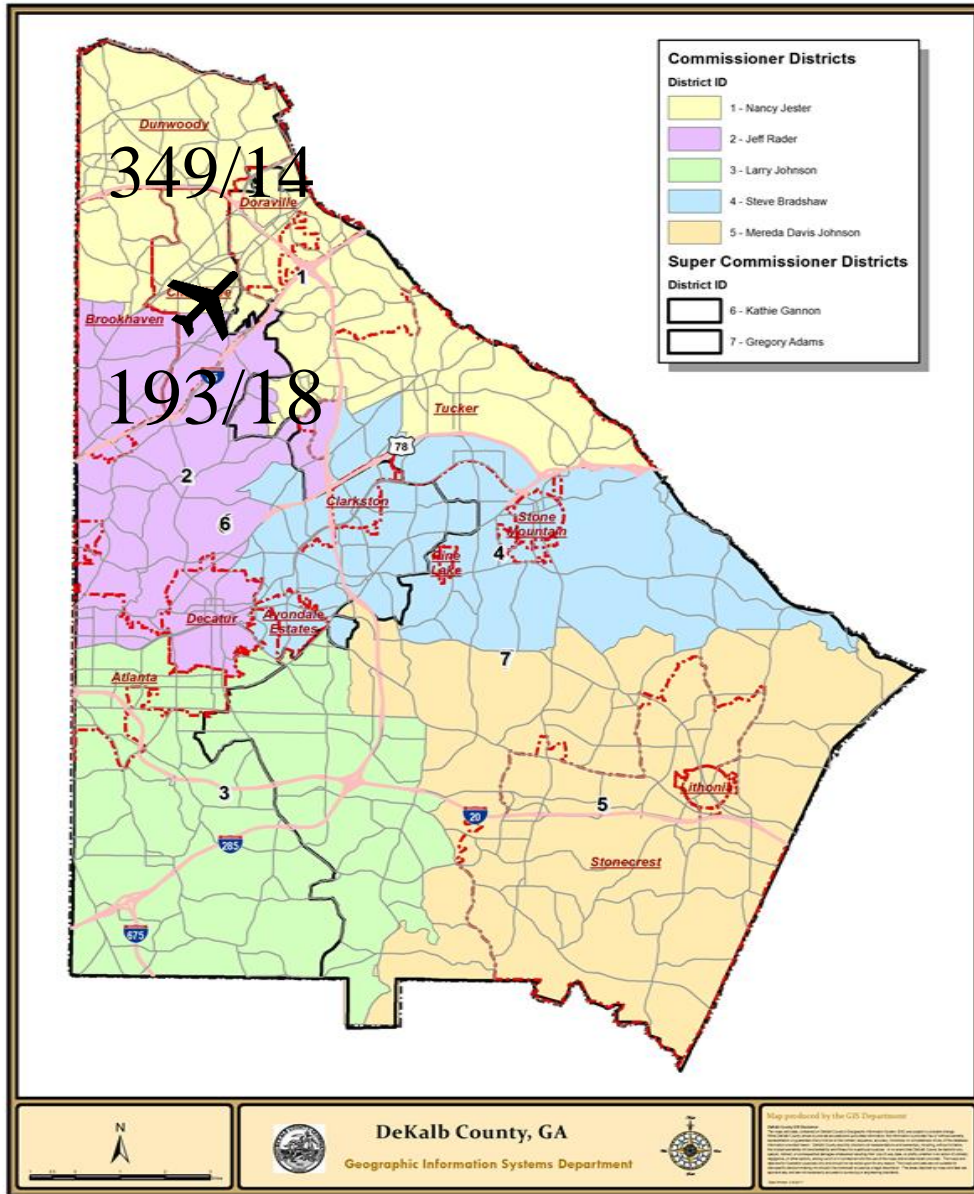 Commissioner Districts
District ID
1 - Nancy Jester
2 - Jeff Rader
3 - Larry Johnson
4 - Steve Bradshaw
5 - Mereda Davis Johnson
Super Commissioner Districts
District ID
6 - Kathie Gannon
7 - Gregory Adams
Dunwoody
349/14
Doraville
1
Brookhaven
193/18
Tucker
78
2
Clarkston
6
Stone
Mountain
4
Lake
Decatur
Avondale
Estates
7
Atlanta
3
5
20
285
Stonecrest
675
N
DeKalb County, GA
Geographic Information Systems Department
Map produced by the GIS Department